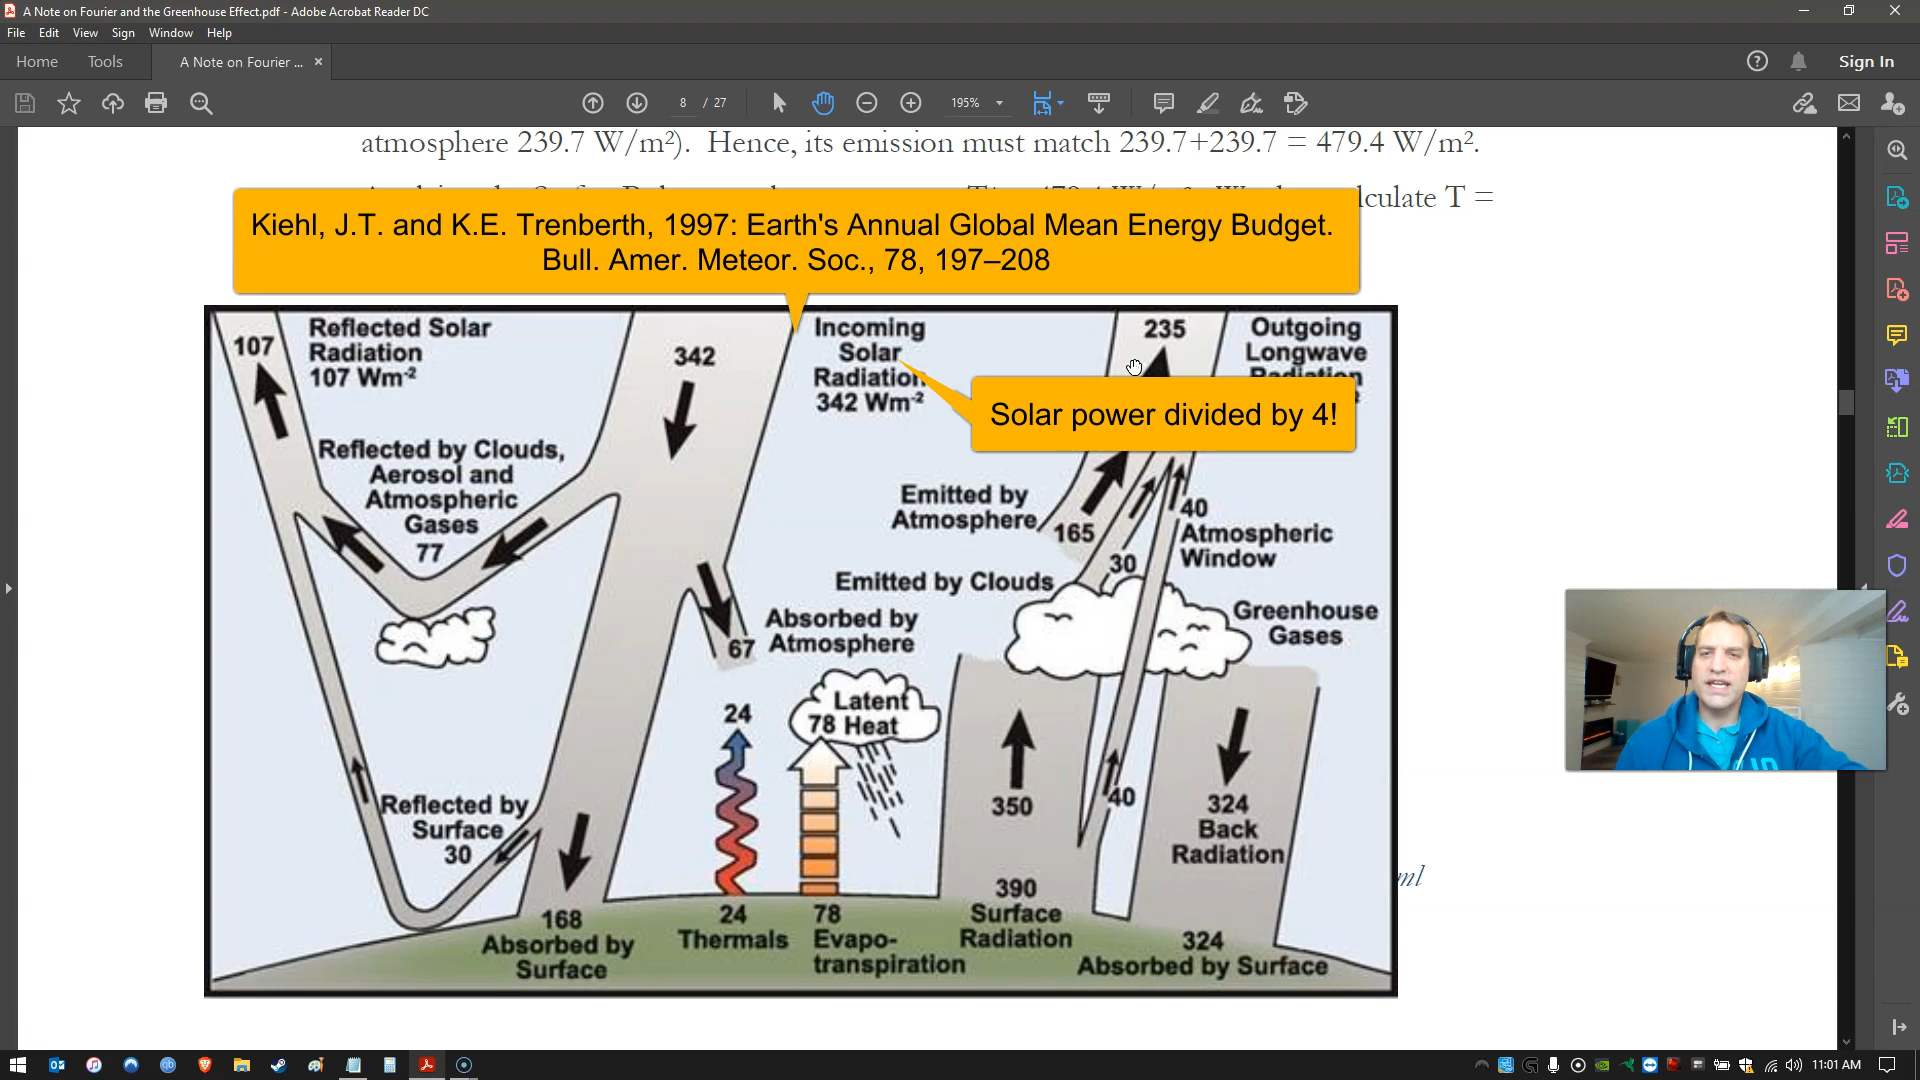 A Note on Fourier and the Greenhouse Effect.pdf - Adobe Acrobat Reader DC
File Edit View Sign Window Help
Home Tools A Note on Fourier ... ×
Sign In
8 / 27
195%
atmosphere 239.7 W/m²). Hence, its emission must match 239.7+239.7 = 479.4 W/m².
lculate T =
Kiehl, J.T. and K.E. Trenberth, 1997: Earth's Annual Global Mean Energy Budget.
Bull. Amer. Meteor. Soc., 78, 197–208
107
Reflected Solar
Radiation
107 Wm-2
342
Incoming
Solar
Radiation
342 Wm-2
235
Outgoing
Longwave
Solar power divided by 4!
Reflected by Clouds,
Aerosol and
Atmospheric
Gases
77
Emitted by
Atmosphere
165
30
40
Atmospheric
Window
Emitted by Clouds
Greenhouse
Gases
Absorbed by
Atmosphere
67
24
Latent
78 Heat
Reflected by
Surface
30
350
40
324
Back
Radiation
390
Surface
Radiation
168
Absorbed by
Surface
24
Thermals
78
Evapo-
transpiration
324
Absorbed by Surface
ml
11:01 AM